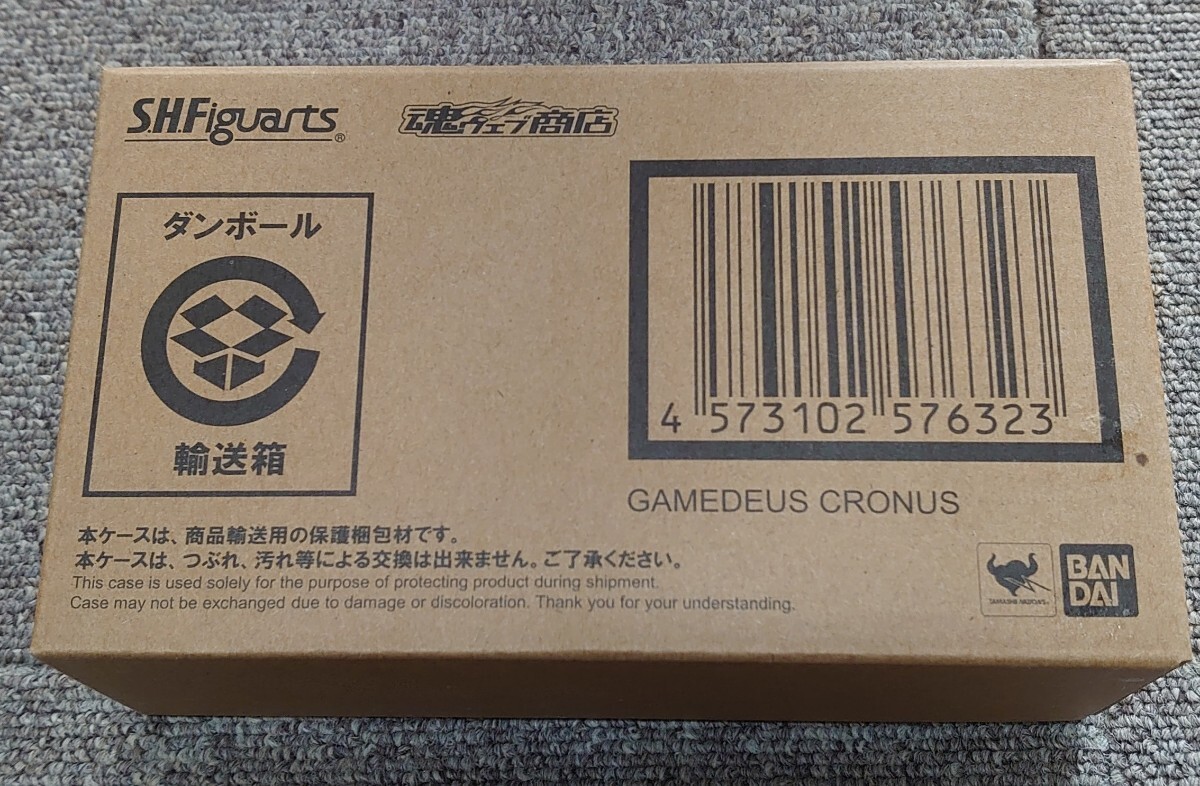 S.H.Figuarts®
魂ウェブ商店
ダンボール
輸送箱
4 573102 576323
GAMEDEUS CRONUS
本ケースは、商品輸送用の保護梱包材です。
本ケースは、つぶれ、汚れ等による交換は出来ません。ご了承ください。
This case is used solely for the purpose of protecting product during shipment.
Case may not be exchanged due to damage or discoloration. Thank you for your understanding.
TAMASHII NATIONS
BAN
DAI